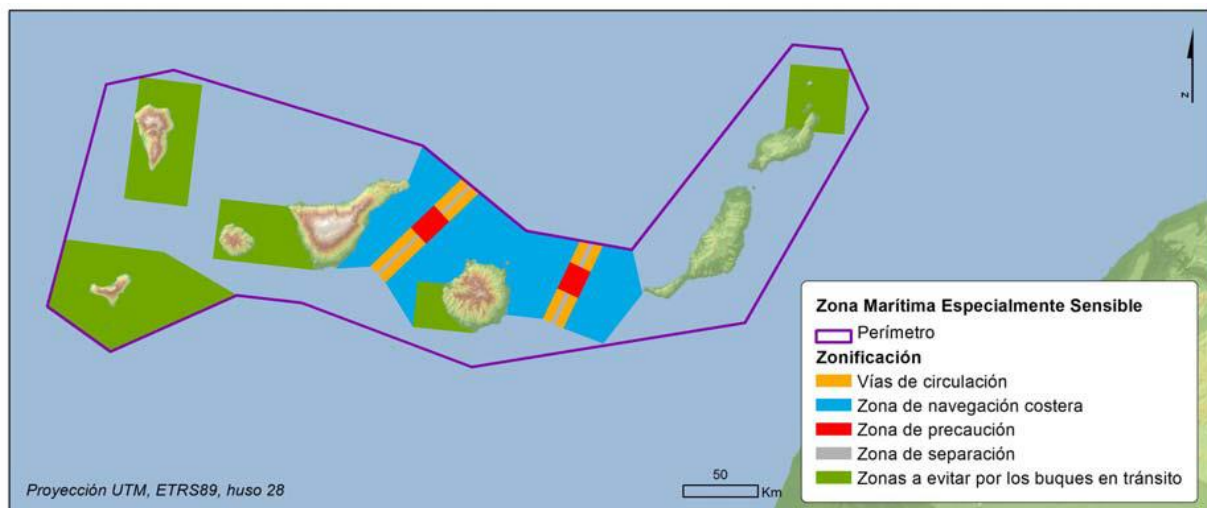 N
Zona Marítima Especialmente Sensible
Perímetro
Zonificación
Vías de circulación
Zona de navegación costera
Zona de precaución
Zona de separación
Zonas a evitar por los buques en tránsito
50
Km
Proyección UTM, ETRS89, huso 28